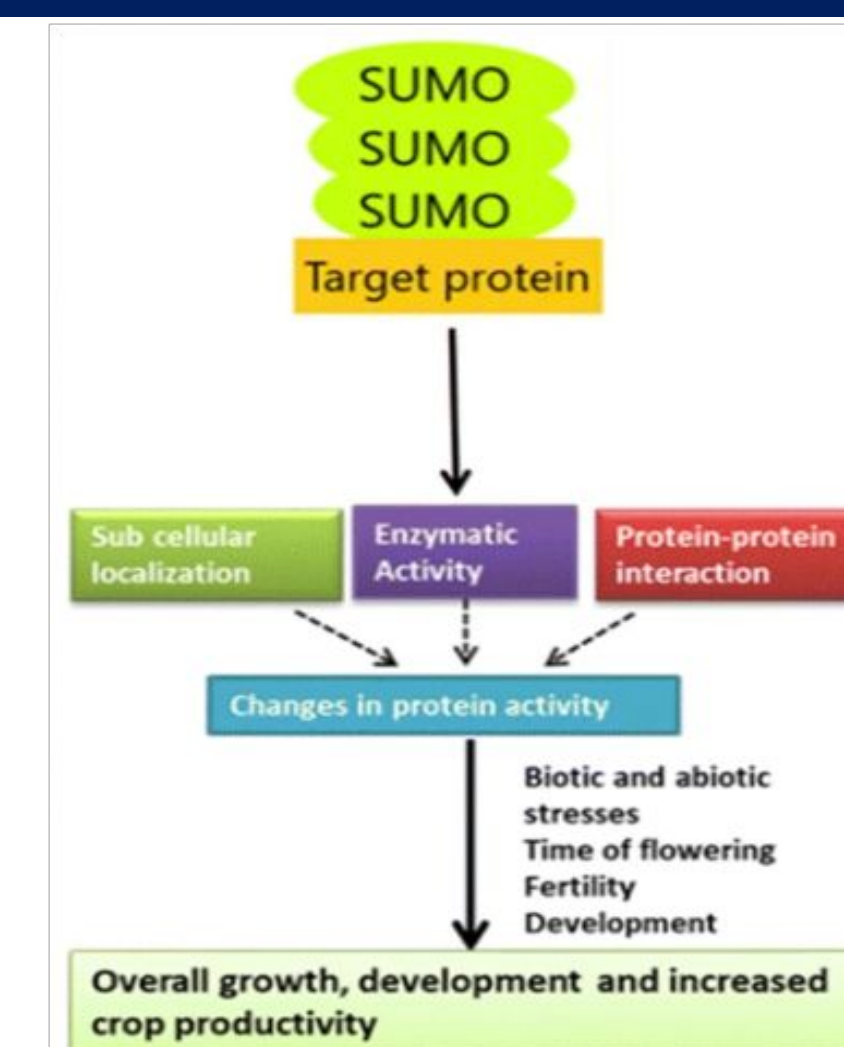 SUMO
SUMO
SUMO
Target protein
Sub cellular
localization
Enzymatic
Activity
Protein-protein
interaction
Changes in protein activity
Biotic and abiotic
stresses
Time of flowering
Fertility
Development
Overall growth, development and increased
crop productivity